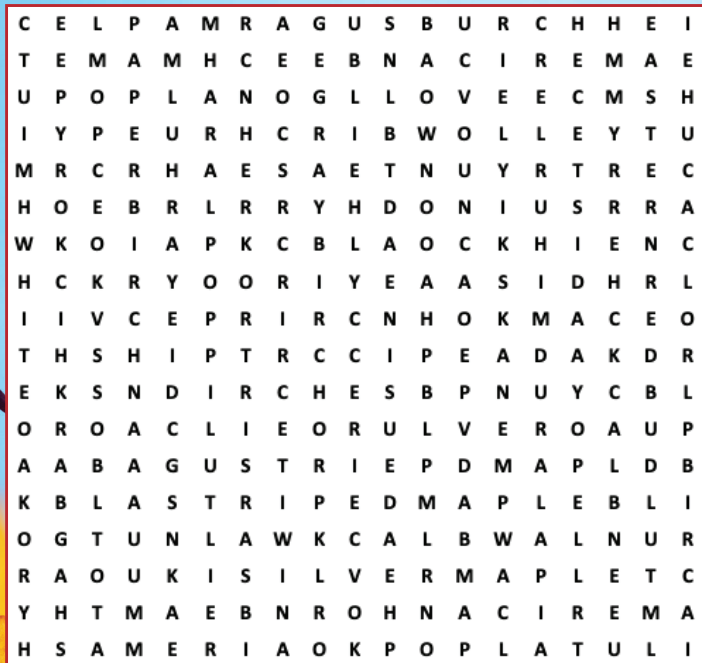 C E L P A M R A G U S B U R C H H E I
T E M A M H C E E B N A C I R E M A E
U P O P L A N O G L L O V E E C M S H
I Y P E U R H C R I B W O L L E Y T U
M R C R H A E S A E T N U Y R T R E C
H O E B R L R R Y H D O N I U S R R A
W K O I A P K C B L A O C K H I E N C
H C K R Y O O R I Y E A A S I D H R L
I I V C E P R I R C N H O K M A C E O
T H S H I P T R C C I P E A D A K D R
E K S N D I R C H E S B P N U Y C B L
O R O A C L I E O R U L V E R O A U P
A A B A G U S T R I E P D M A P L D B
K B L A S T R I P E D M A P L E B L I
O G T U N L A W K C A L B W A L N U R
R A O U K I S I L V E R M A P L E T C
Y H T M A E B N R O H N A C I R E M A
H S A M E R I A O K P O P L A T U L I